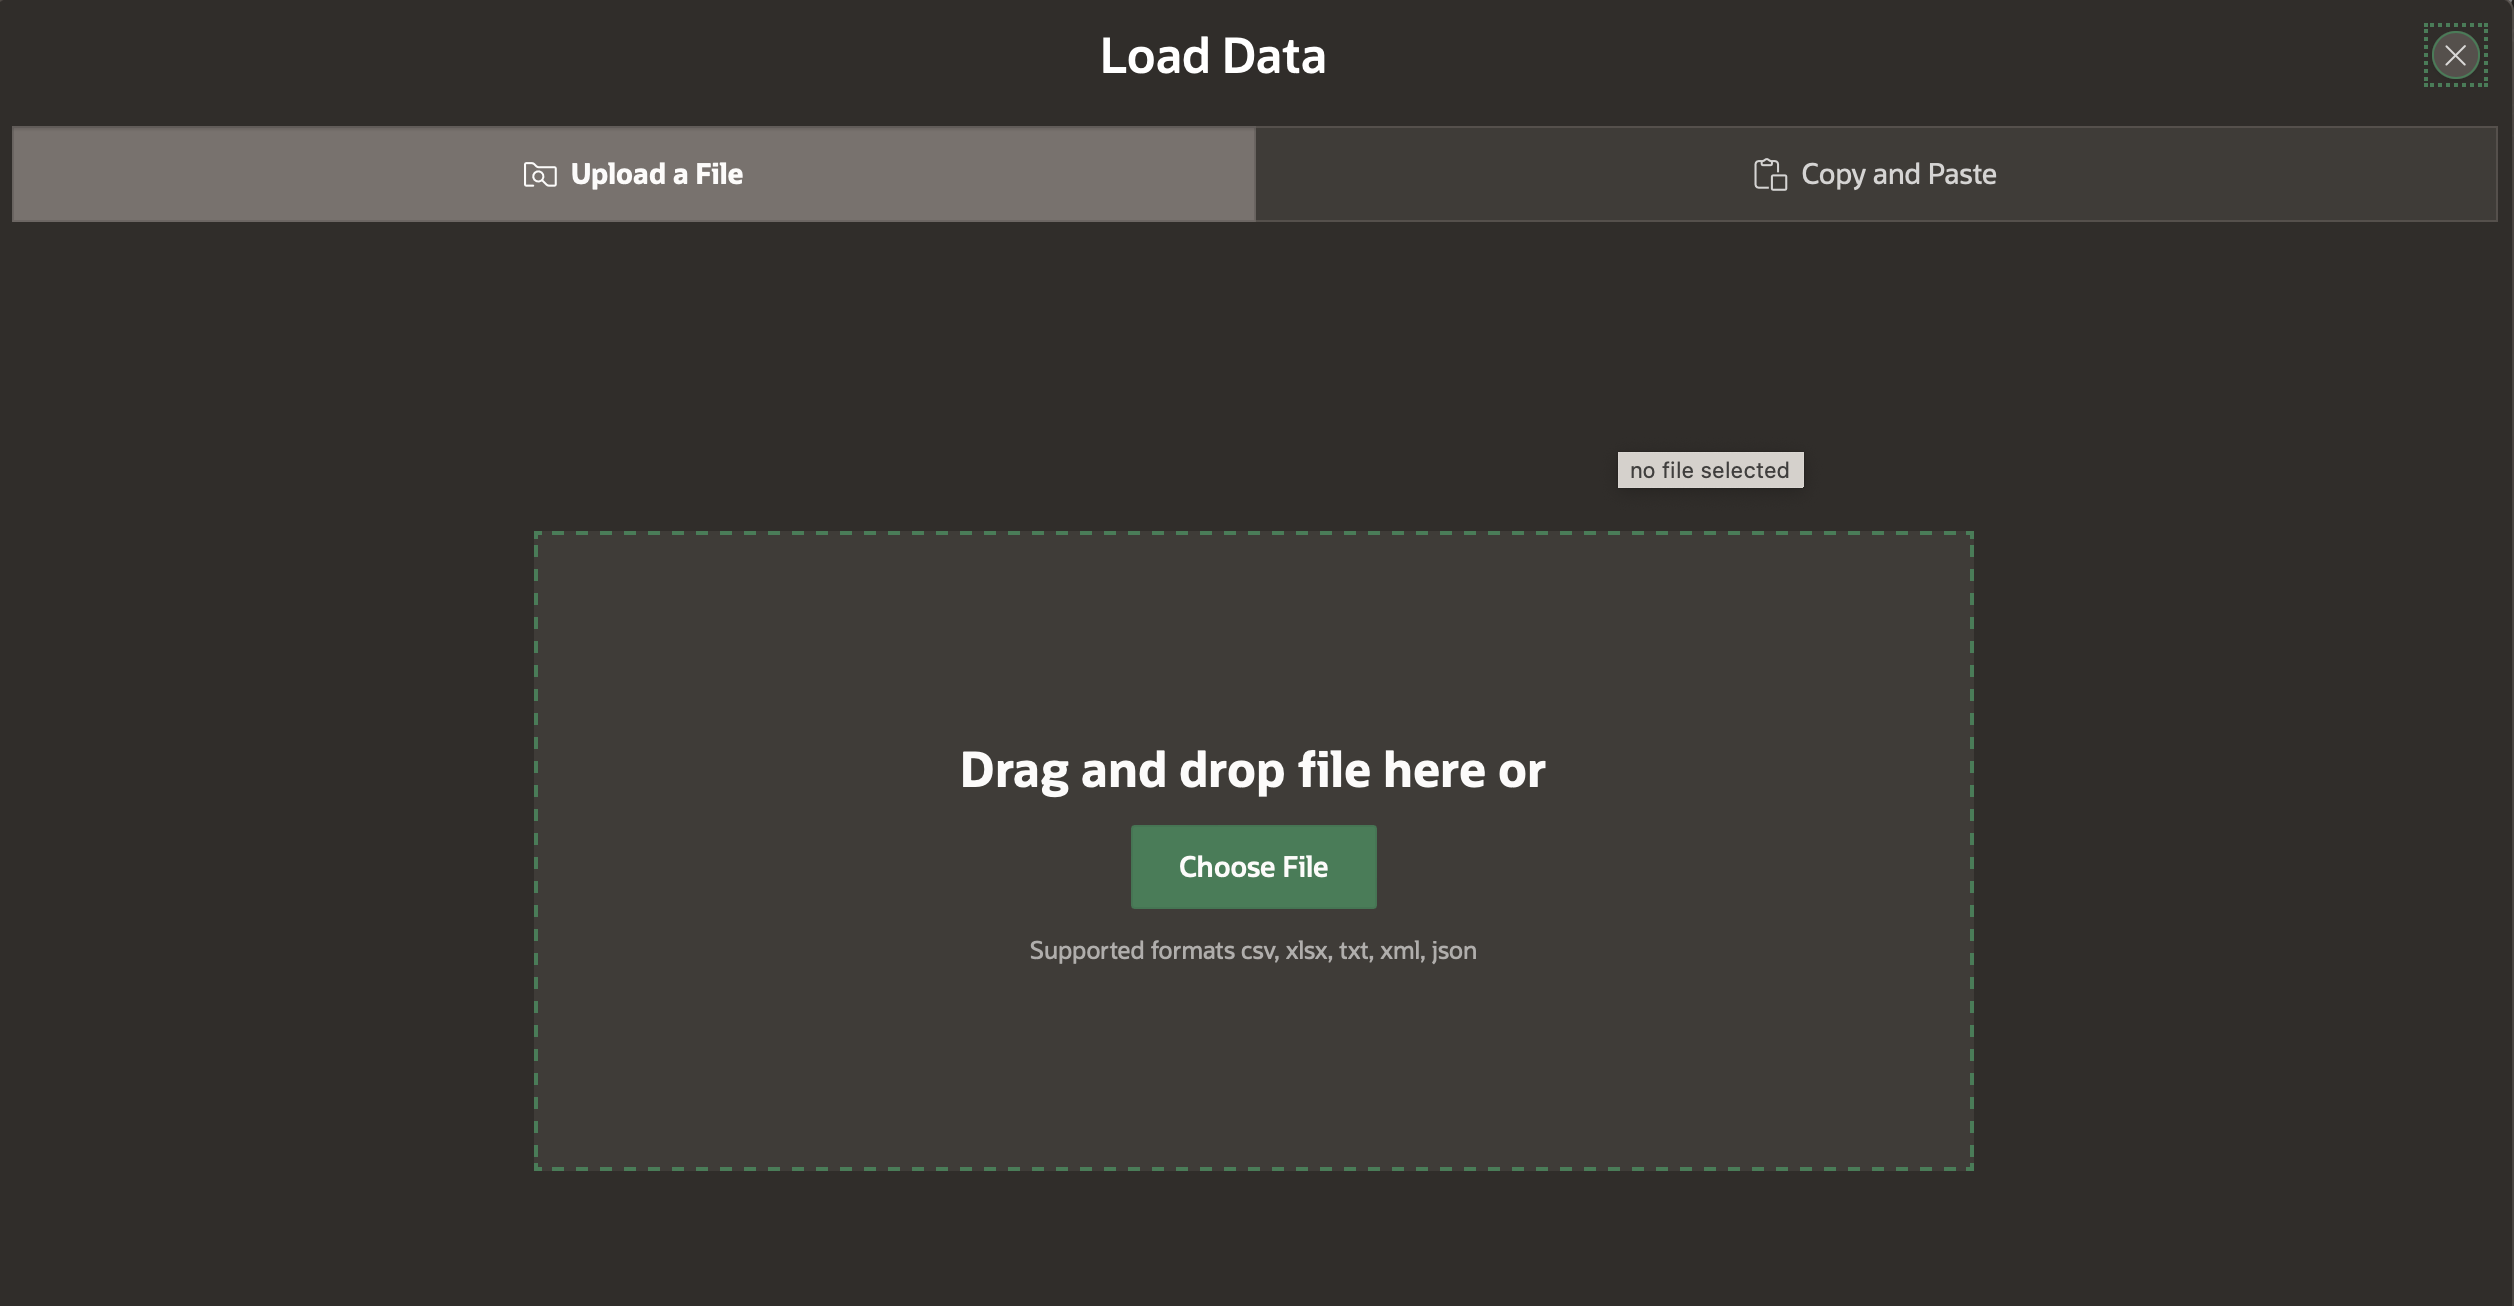 Load Data
Upload a File
Copy and Paste
no file selected
Drag and drop file here or
Choose File
Supported formats csv, xlsx, txt, xml, json